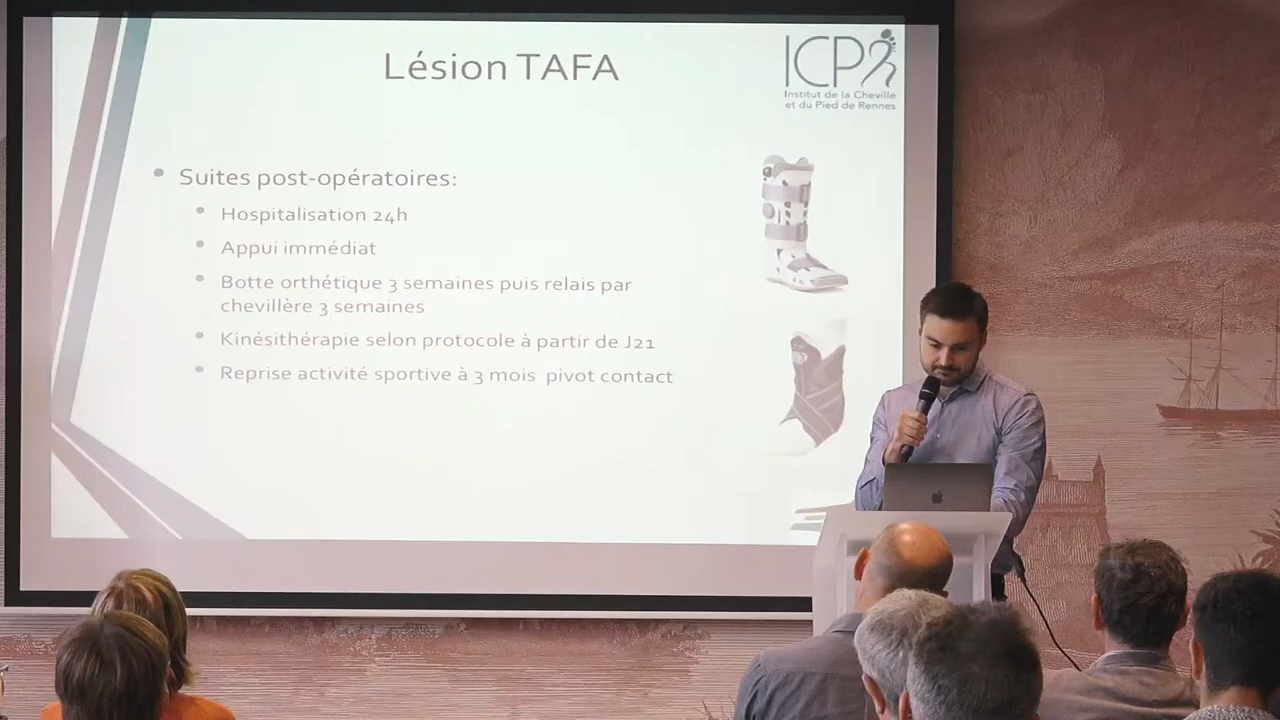 Lésion TAFA
ICP
Institut de la Cheville
et du Pied de Rennes
Suites post-opératoires:
Hospitalisation 24h
Appui immédiat
Botte orthétique 3 semaines puis relais par
chevillère 3 semaines
Kinésithérapie selon protocole à partir de J21
Reprise activité sportive à 3 mois pivot contact